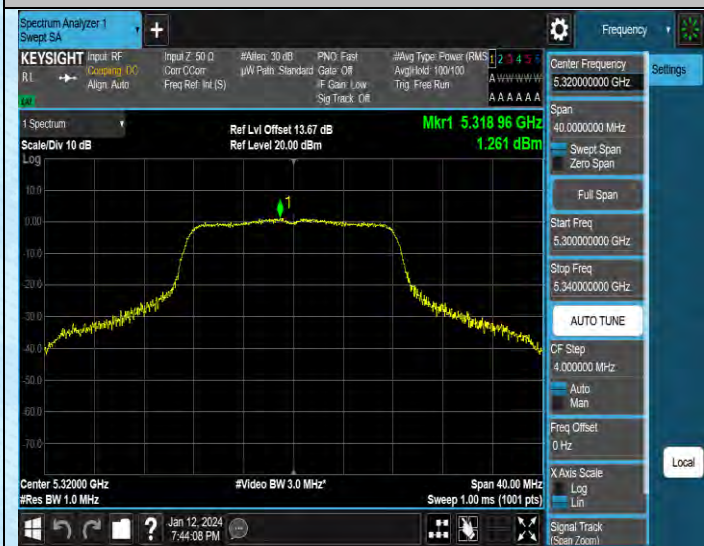 Spectrum Analyzer 1
Swept SA
+
Frequency
KEYSIGHT
RL
Input: RF
Coupling: DC
Align: Auto
Input Z: 50 Ω
Corr CCorr
Freq Ref: Int (S)
#Atten: 30 dB
µW Path: Standard
PNO: Fast
Gate: Off
IF Gain: Low
Sig Track: Off
#Avg Type: Power (RMS
Avg|Hold: 100/100
Trig: Free Run
1 2 3 4 5 6
A W W W W W
A A A A A A
1 Spectrum
Scale/Div 10 dB
Log
Ref Lvl Offset 13.67 dB
Ref Level 20.00 dBm
Mkr1 5.318 96 GHz
1.261 dBm
10.0
0.00
-10.0
-20.0
-30.0
-40.0
-60.0
-70.0
1
Center 5.32000 GHz
#Res BW 1.0 MHz
#Video BW 3.0 MHz*
Span 40.00 MHz
Sweep 1.00 ms (1001 pts)
?
Jan 12, 2024
7:44:08 PM
Center Frequency
5.320000000 GHz
Span
40.0000000 MHz
Swept Span
Zero Span
Full Span
Start Freq
5.300000000 GHz
Stop Freq
5.340000000 GHz
AUTO TUNE
CF Step
4.000000 MHz
Auto
Man
Freq Offset
0 Hz
X Axis Scale
Log
Lin
Signal Track
(Span Zoom)
Settings
Local